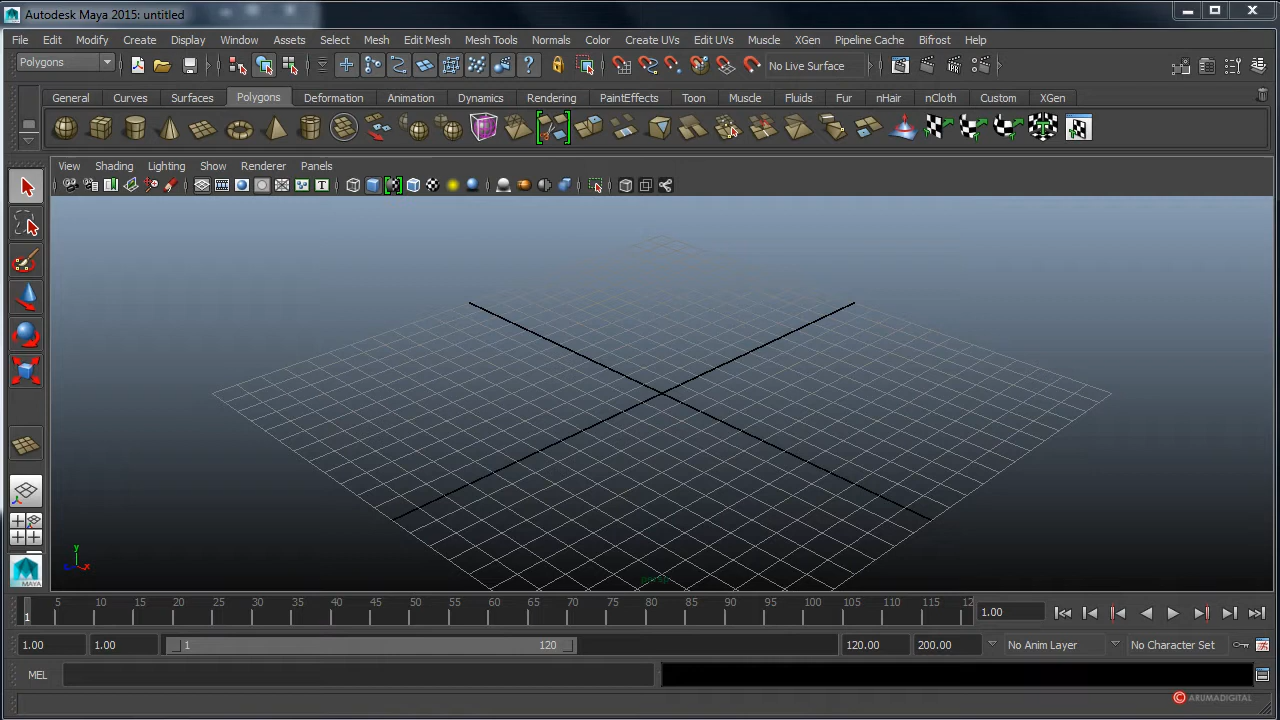 Autodesk Maya 2015: untitled
File Edit Modify Create Display Window Assets Select Mesh Edit Mesh Mesh Tools Normals Color Create UVs Edit UVs Muscle XGen Pipeline Cache Bifrost Help
Polygons No Live Surface
General Curves Surfaces Polygons Deformation Animation Dynamics Rendering PaintEffects Toon Muscle Fluids Fur nHair nCloth Custom XGen
View Shading Lighting Show Renderer Panels
y
x
persp
MAYA
1 5 10 15 20 25 30 35 40 45 50 55 60 65 70 75 80 85 90 95 100 105 110 115 12 1.00
1.00 1.00 1 120 120.00 200.00 No Anim Layer No Character Set
MEL
© ARUMADIGITAL